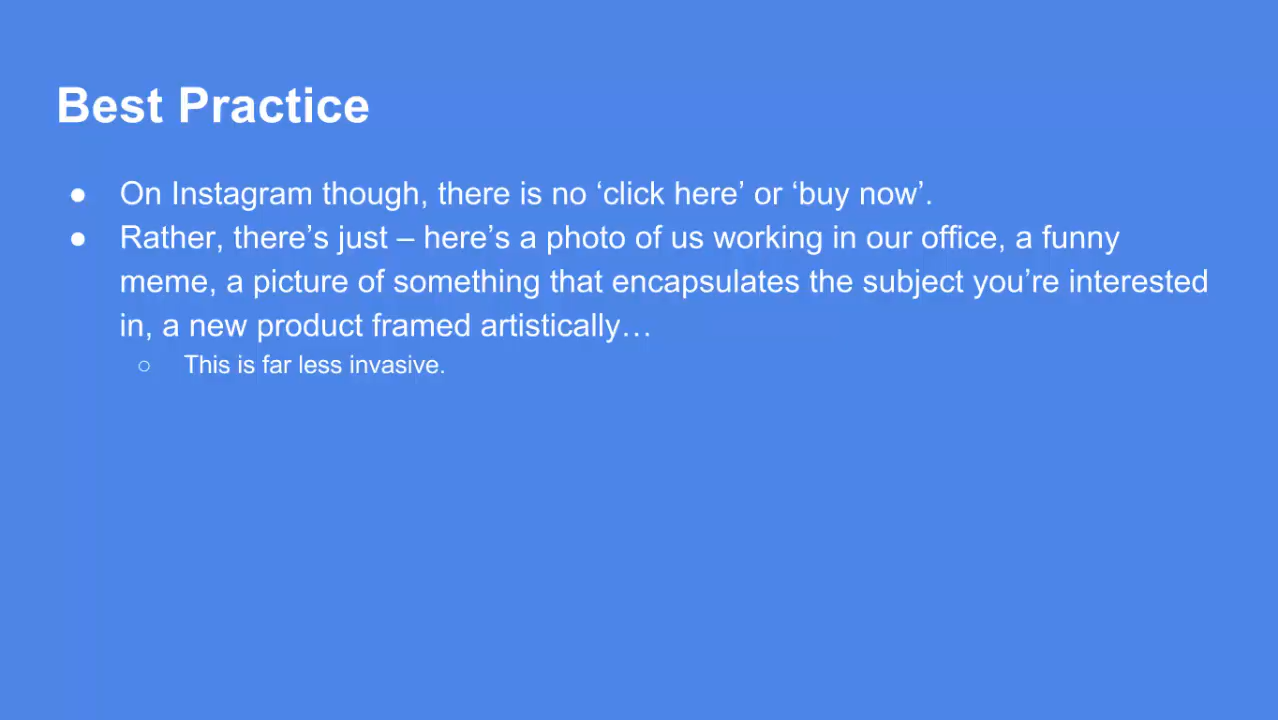 Best Practice
● On Instagram though, there is no ‘click here’ or ‘buy now’.
● Rather, there’s just – here’s a photo of us working in our office, a funny
meme, a picture of something that encapsulates the subject you’re interested
in, a new product framed artistically…
○ This is far less invasive.